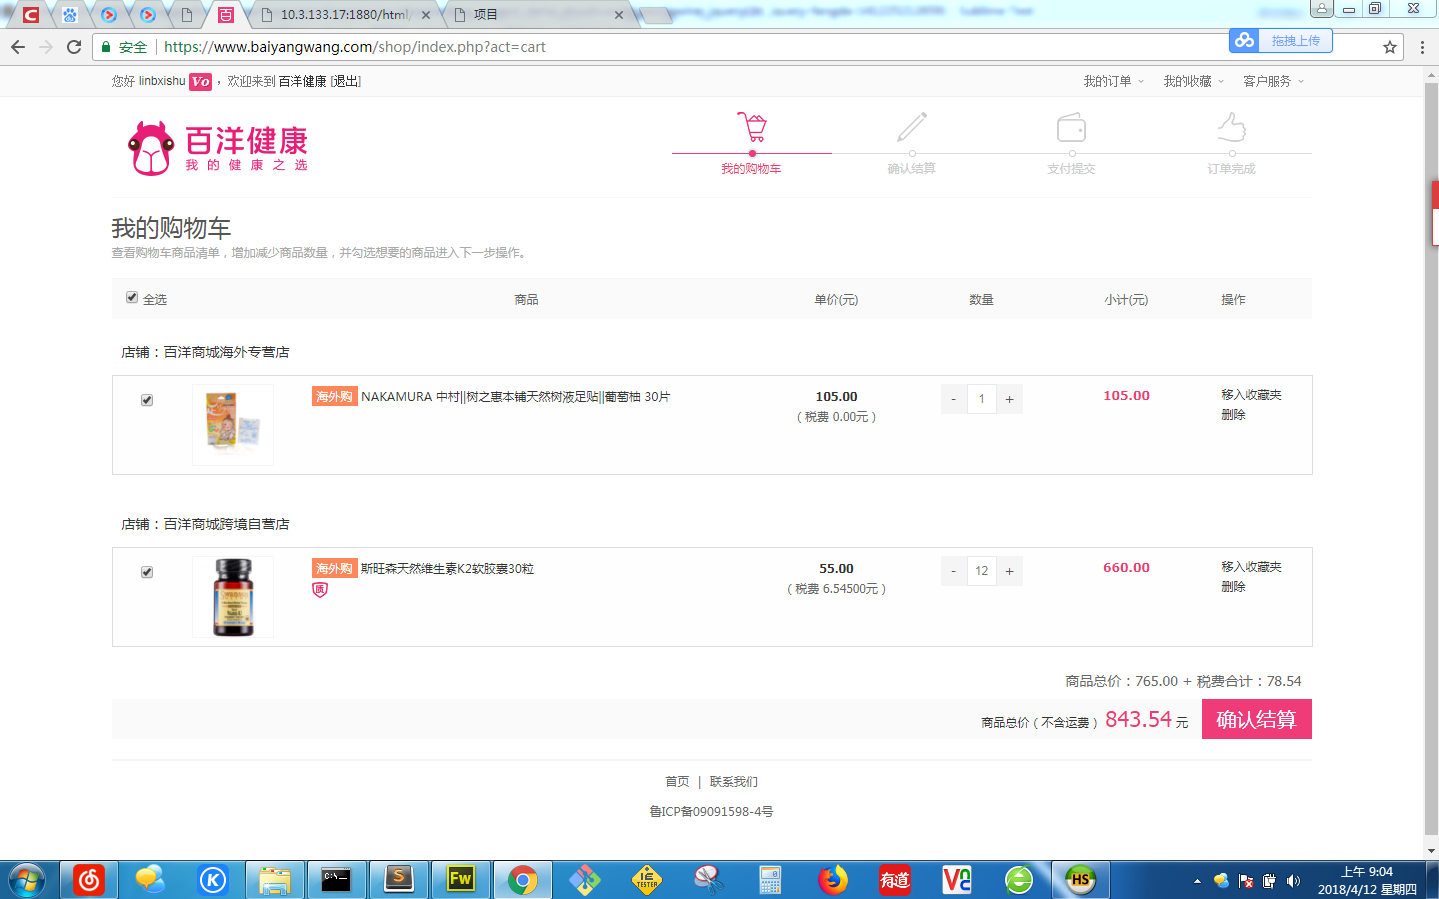 10.3.133.17:1880/html/
项目
安全 https://www.baiyangwang.com/shop/index.php?act=cart
拖拽上传
您好 linbxishu V0 ，欢迎来到 百洋健康 [退出]
我的订单 我的收藏 客户服务
百洋健康
我的健康之选
我的购物车 确认结算 支付提交 订单完成
我的购物车
查看购物车商品清单，增加减少商品数量，并勾选想要的商品进入下一步操作。
全选 商品 单价(元) 数量 小计(元) 操作
店铺：百洋商城海外专营店
海外购 NAKAMURA 中村||树之惠本铺天然树液足贴||葡萄柚 30片 105.00 - 1 + 105.00 移入收藏夹
（税费 0.00元） 删除
店铺：百洋商城跨境自营店
海外购 斯旺森天然维生素K2软胶囊30粒 55.00 - 12 + 660.00 移入收藏夹
质 （税费 6.54500元） 删除
商品总价：765.00 + 税费合计：78.54
商品总价（不含运费） 843.54 元 确认结算
首页 | 联系我们
鲁ICP备09091598-4号
C:\_
Fw
IE TESTER
有道
HS
上午 9:04
2018/4/12 星期四